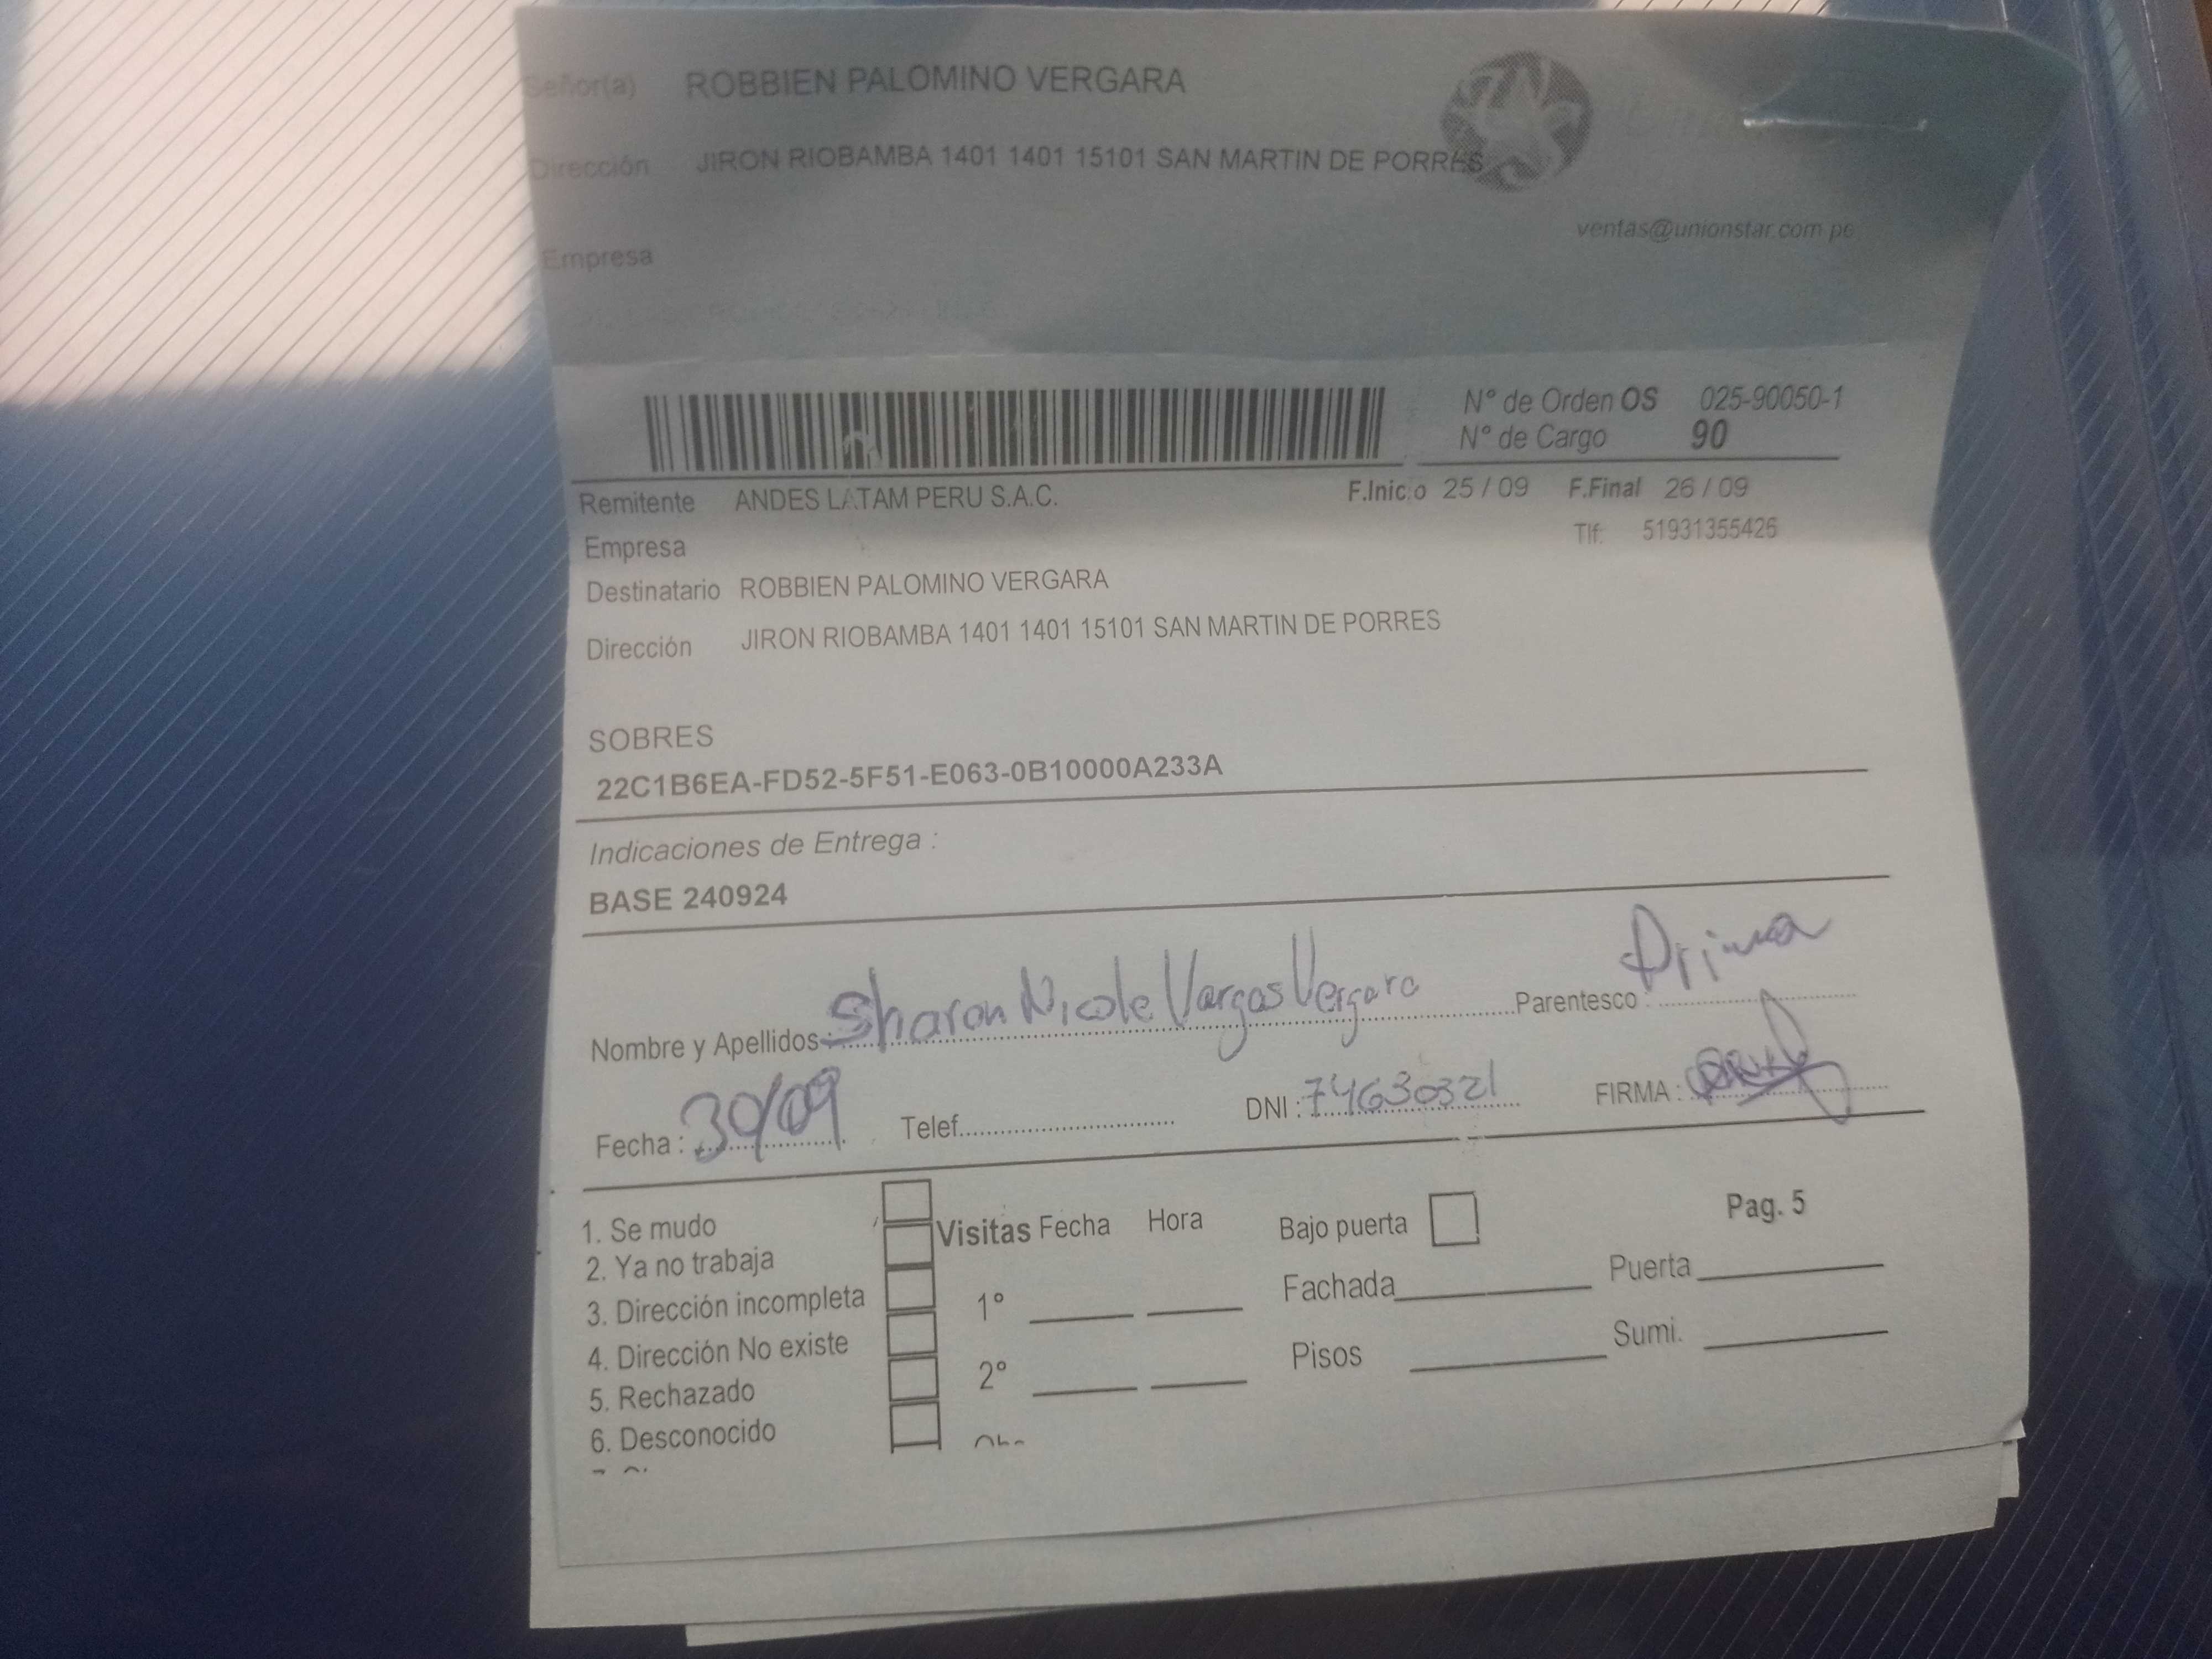 Señor(a) ROBBIEN PALOMINO VERGARA
Dirección JIRON RIOBAMBA 1401 1401 15101 SAN MARTIN DE PORRES
ventas@unionstar.com.pe
Empresa
N° de Orden OS 025-90050-1
N° de Cargo 90
Remitente ANDES LATAM PERU S.A.C. F.Inicio 25 / 09 F.Final 26 / 09
Empresa Tlf: 51931355426
Destinatario ROBBIEN PALOMINO VERGARA
Dirección JIRON RIOBAMBA 1401 1401 15101 SAN MARTIN DE PORRES
SOBRES
22C1B6EA-FD52-5F51-E063-0B10000A233A
Indicaciones de Entrega :
BASE 240924
Nombre y Apellidos : Sharon Nicole Vargas Vergara Parentesco : Prima
Fecha : 30/09 Telef. DNI : 74630321 FIRMA :
1. Se mudo Visitas Fecha Hora Bajo puerta Pag. 5
2. Ya no trabaja
3. Dirección incompleta 1° Fachada Puerta
4. Dirección No existe
5. Rechazado 2° Pisos Sumi.
6. Desconocido